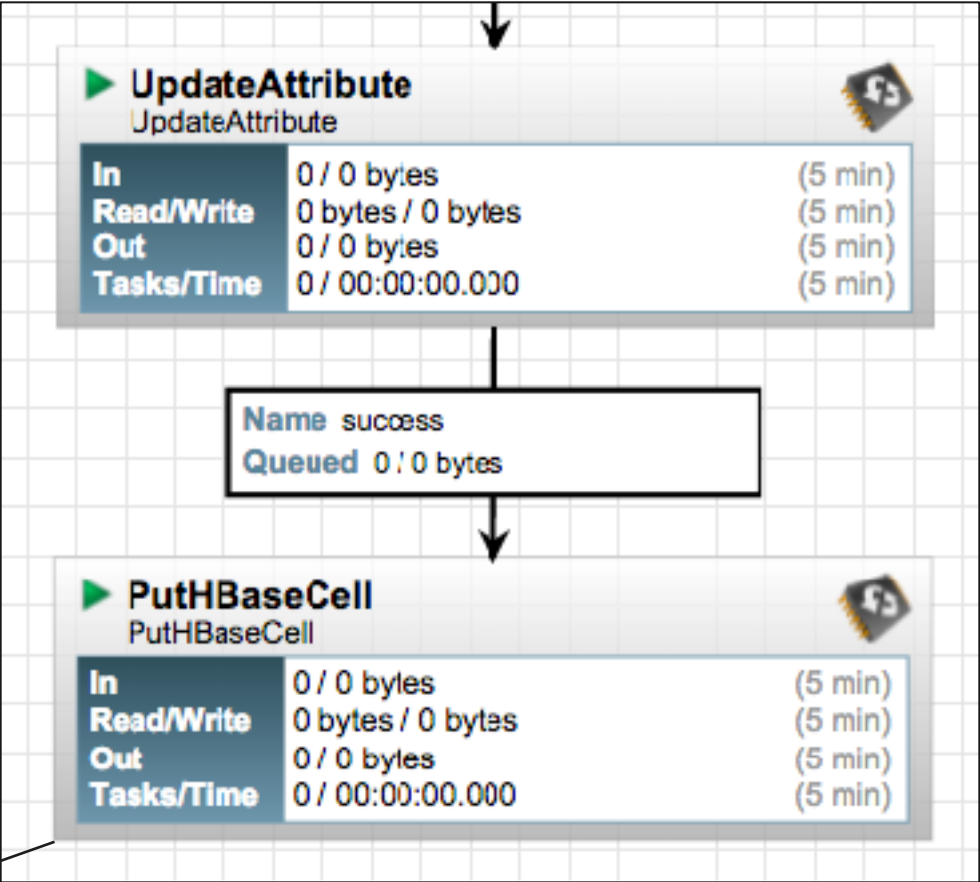 UpdateAttribute
UpdateAttribute
In 0 / 0 bytes (5 min)
Read/Write 0 bytes / 0 bytes (5 min)
Out 0 / 0 bytes (5 min)
Tasks/Time 0 / 00:00:00.000 (5 min)
Name success
Queued 0 / 0 bytes
PutHBaseCell
PutHBaseCell
In 0 / 0 bytes (5 min)
Read/Write 0 bytes / 0 bytes (5 min)
Out 0 / 0 bytes (5 min)
Tasks/Time 0 / 00:00:00.000 (5 min)